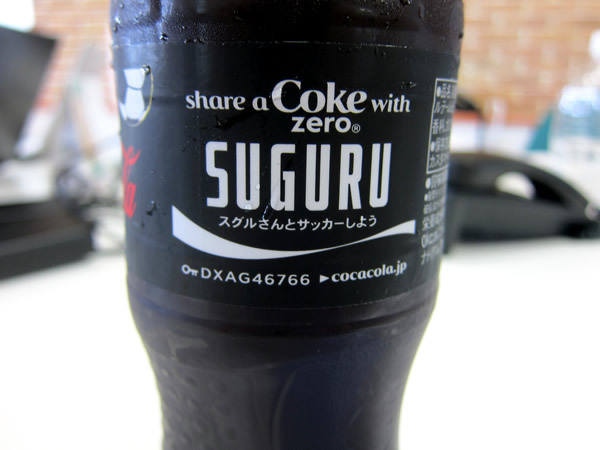 share a Coke with
zero®
SUGURU
スグルさんとサッカーしよう
DXAG46766 ►cocacola.jp